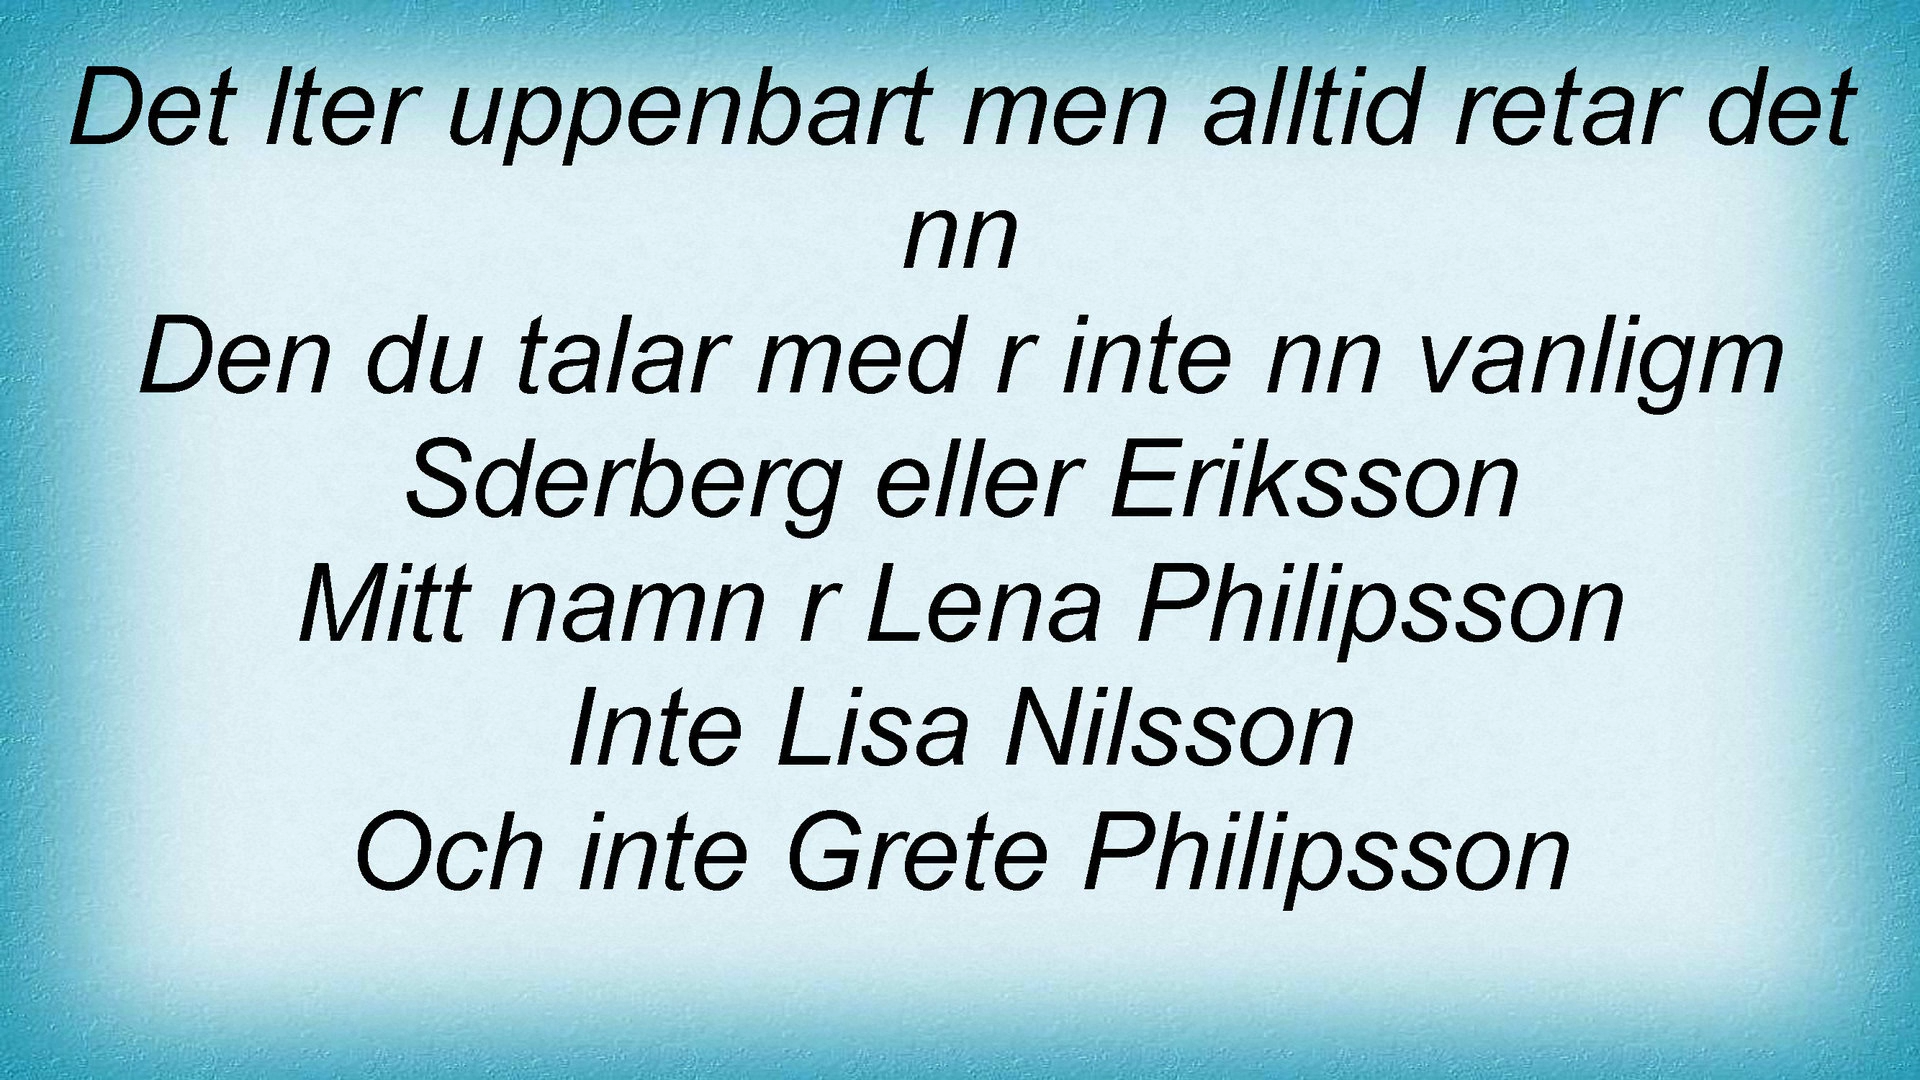 Det lter uppenbart men alltid retar det
nn
Den du talar med r inte nn vanligm
Sderberg eller Eriksson
Mitt namn r Lena Philipsson
Inte Lisa Nilsson
Och inte Grete Philipsson